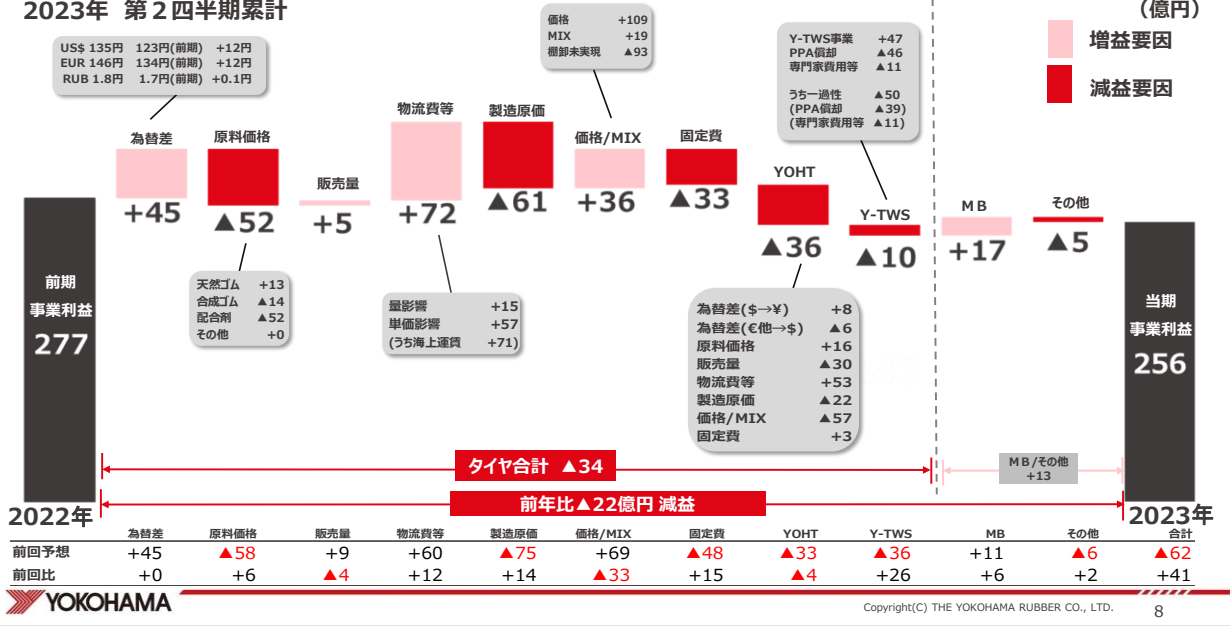 2023年 第２四半期累計
（億円）
増益要因
減益要因
US$ 135円 123円(前期) +12円
EUR 146円 134円(前期) +12円
RUB 1.8円 1.7円(前期) +0.1円
価格 +109
MIX +19
棚卸未実現 ▲93
Y-TWS事業 +47
PPA償却 ▲46
専門家費用等 ▲11
うち一過性 ▲50
(PPA償却 ▲39)
(専門家費用等 ▲11)
為替差
+45
原料価格
▲52
販売量
+5
物流費等
+72
製造原価
▲61
価格/MIX
+36
固定費
▲33
YOHT
▲36
Y-TWS
▲10
ＭＢ
+17
その他
▲5
前期
事業利益
277
当期
事業利益
256
天然ゴム +13
合成ゴム ▲14
配合剤 ▲52
その他 +0
量影響 +15
単価影響 +57
(うち海上運賃 +71)
為替差($→¥) +8
為替差(€他→$) ▲6
原料価格 +16
販売量 ▲30
物流費等 +53
製造原価 ▲22
価格/MIX ▲57
固定費 +3
タイヤ合計 ▲34
ＭＢ/その他
+13
前年比▲22億円 減益
2022年
2023年
為替差 原料価格 販売量 物流費等 製造原価 価格/MIX 固定費 YOHT Y-TWS MB その他 合計
前回予想 +45 ▲58 +9 +60 ▲75 +69 ▲48 ▲33 ▲36 +11 ▲6 ▲62
前回比 +0 +6 ▲4 +12 +14 ▲33 +15 ▲4 +26 +6 +2 +41
YOKOHAMA
Copyright(C) THE YOKOHAMA RUBBER CO., LTD.
8